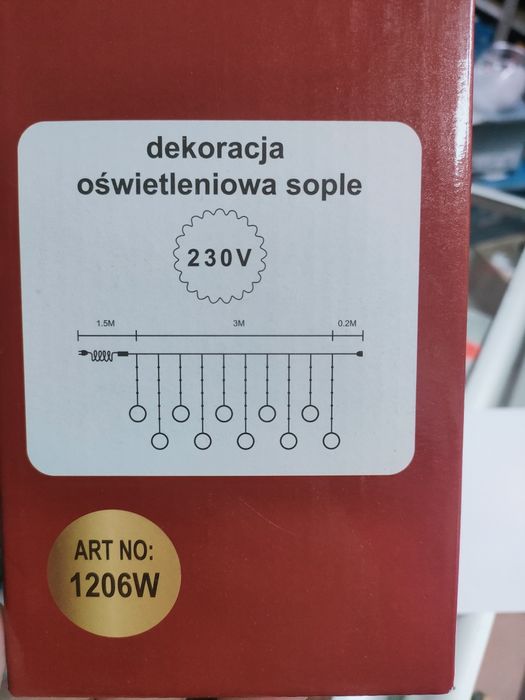 dekoracja
oświetleniowa sople
230V
1.5M 3M 0.2M
ART NO:
1206W